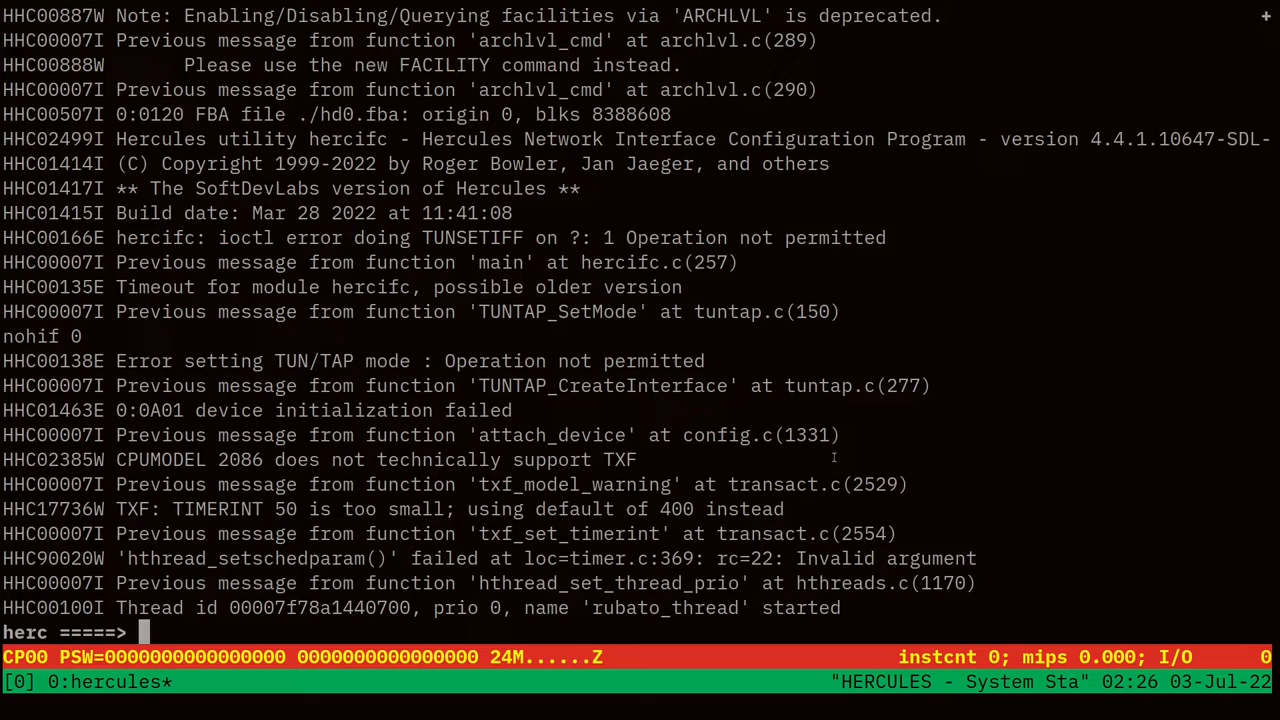 HHC00887W Note: Enabling/Disabling/Querying facilities via 'ARCHLVL' is deprecated. +
HHC00007I Previous message from function 'archlvl_cmd' at archlvl.c(289)
HHC00888W       Please use the new FACILITY command instead.
HHC00007I Previous message from function 'archlvl_cmd' at archlvl.c(290)
HHC00507I 0:0120 FBA file ./hd0.fba: origin 0, blks 8388608
HHC02499I Hercules utility hercifc - Hercules Network Interface Configuration Program - version 4.4.1.10647-SDL-
HHC01414I (C) Copyright 1999-2022 by Roger Bowler, Jan Jaeger, and others
HHC01417I ** The SoftDevLabs version of Hercules **
HHC01415I Build date: Mar 28 2022 at 11:41:08
HHC00166E hercifc: ioctl error doing TUNSETIFF on ?: 1 Operation not permitted
HHC00007I Previous message from function 'main' at hercifc.c(257)
HHC00135E Timeout for module hercifc, possible older version
HHC00007I Previous message from function 'TUNTAP_SetMode' at tuntap.c(150)
nohif 0
HHC00138E Error setting TUN/TAP mode : Operation not permitted
HHC00007I Previous message from function 'TUNTAP_CreateInterface' at tuntap.c(277)
HHC01463E 0:0A01 device initialization failed
HHC00007I Previous message from function 'attach_device' at config.c(1331)
HHC02385W CPUMODEL 2086 does not technically support TXF
HHC00007I Previous message from function 'txf_model_warning' at transact.c(2529)
HHC17736W TXF: TIMERINT 50 is too small; using default of 400 instead
HHC00007I Previous message from function 'txf_set_timerint' at transact.c(2554)
HHC90020W 'hthread_setschedparam()' failed at loc=timer.c:369: rc=22: Invalid argument
HHC00007I Previous message from function 'hthread_set_thread_prio' at hthreads.c(1170)
HHC00100I Thread id 00007f78a1440700, prio 0, name 'rubato_thread' started
herc =====>
CP00 PSW=0000000000000000 0000000000000000 24M......Z instcnt 0; mips 0.000; I/O 0
[0] 0:hercules* "HERCULES - System Sta" 02:26 03-Jul-22